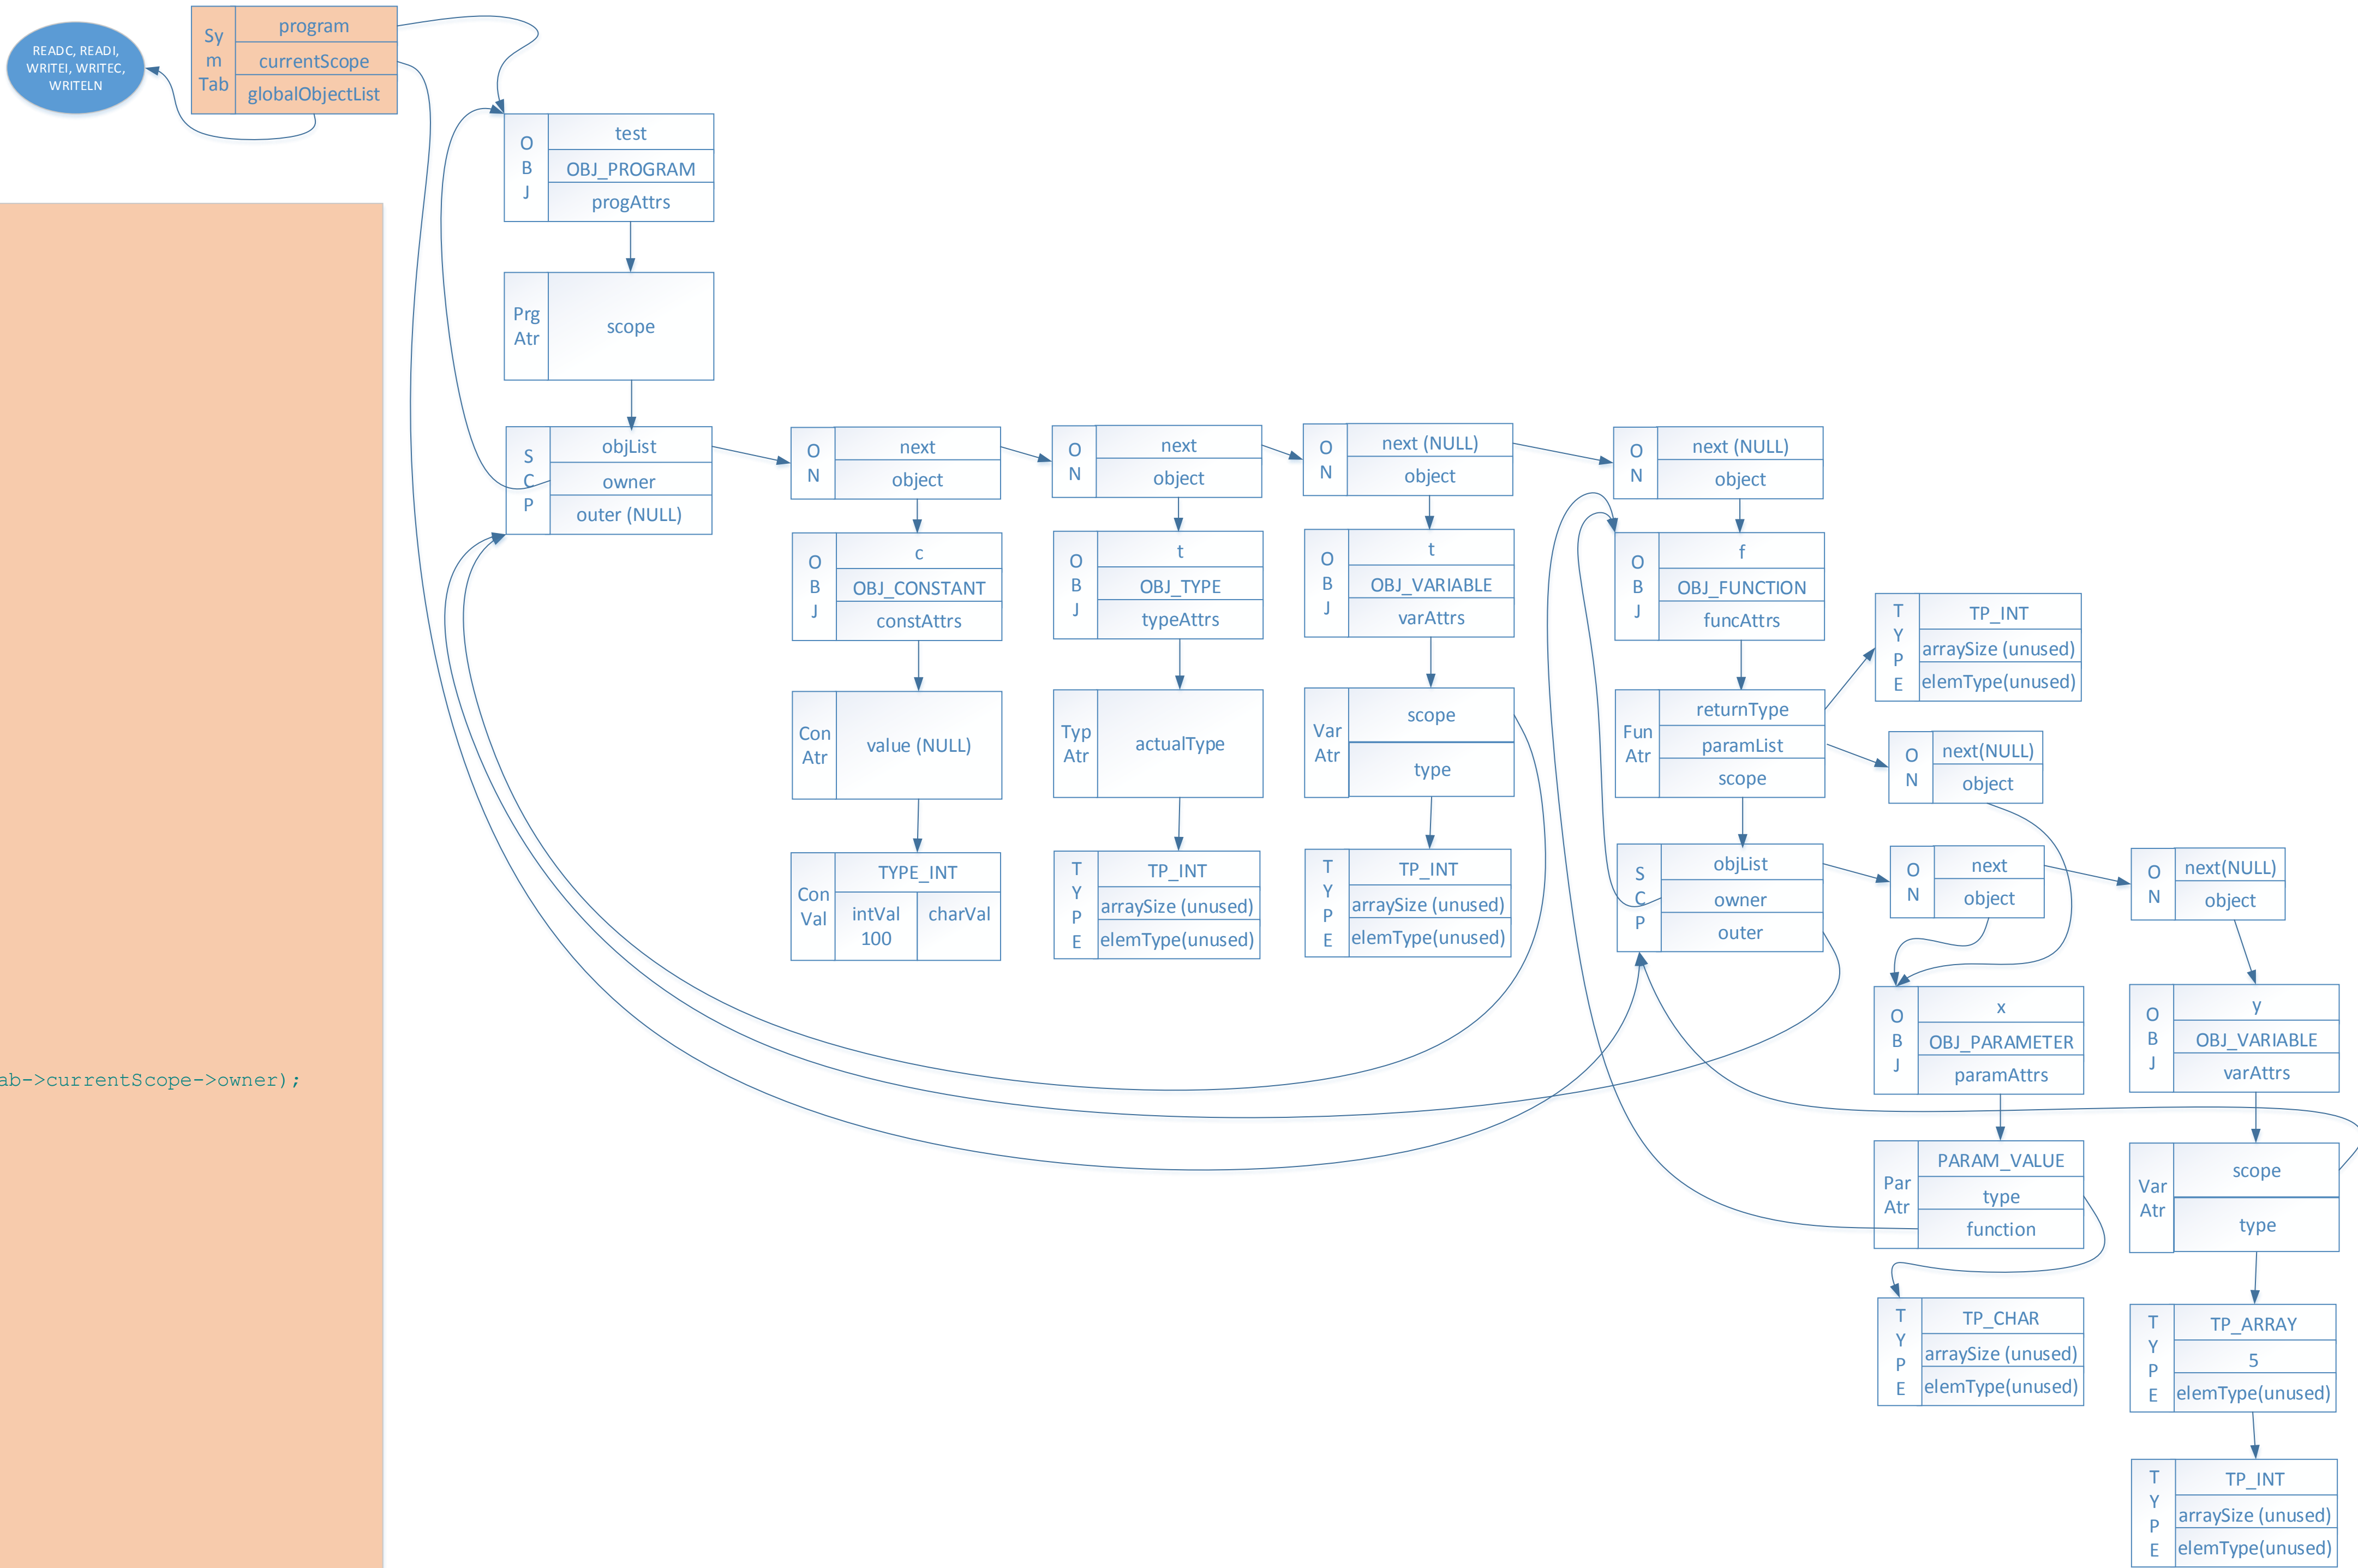 READC, READI,
WRITEI, WRITEC,
WRITELN
Sy
m
Tab
program
currentScope
globalObjectList
O
B
J
test
OBJ_PROGRAM
progAttrs
Prg
Atr
scope
S
C
P
objList
owner
outer (NULL)
O
N
next
object
O
N
next
object
O
N
next (NULL)
object
O
N
next (NULL)
object
O
B
J
c
OBJ_CONSTANT
constAttrs
O
B
J
t
OBJ_TYPE
typeAttrs
O
B
J
t
OBJ_VARIABLE
varAttrs
O
B
J
f
OBJ_FUNCTION
funcAttrs
T
Y
P
E
TP_INT
arraySize (unused)
elemType(unused)
Con
Atr
value (NULL)
Typ
Atr
actualType
Var
Atr
scope
type
Fun
Atr
returnType
paramList
scope
O
N
next(NULL)
object
Con
Val
TYPE_INT
intVal
100
charVal
T
Y
P
E
TP_INT
arraySize (unused)
elemType(unused)
T
Y
P
E
TP_INT
arraySize (unused)
elemType(unused)
S
C
P
objList
owner
outer
O
N
next
object
O
N
next(NULL)
object
O
B
J
x
OBJ_PARAMETER
paramAttrs
O
B
J
y
OBJ_VARIABLE
varAttrs
ab->currentScope->owner);
Par
Atr
PARAM_VALUE
type
function
Var
Atr
scope
type
T
Y
P
E
TP_CHAR
arraySize (unused)
elemType(unused)
T
Y
P
E
TP_ARRAY
5
elemType(unused)
T
Y
P
E
TP_INT
arraySize (unused)
elemType(unused)